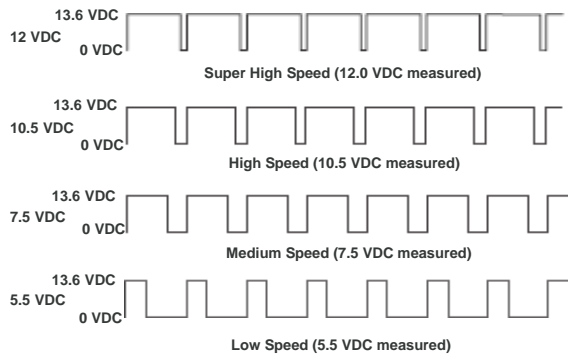 13.6 VDC
12 VDC
0 VDC
Super High Speed (12.0 VDC measured)
13.6 VDC
10.5 VDC
0 VDC
High Speed (10.5 VDC measured)
13.6 VDC
7.5 VDC
0 VDC
Medium Speed (7.5 VDC measured)
13.6 VDC
5.5 VDC
0 VDC
Low Speed (5.5 VDC measured)